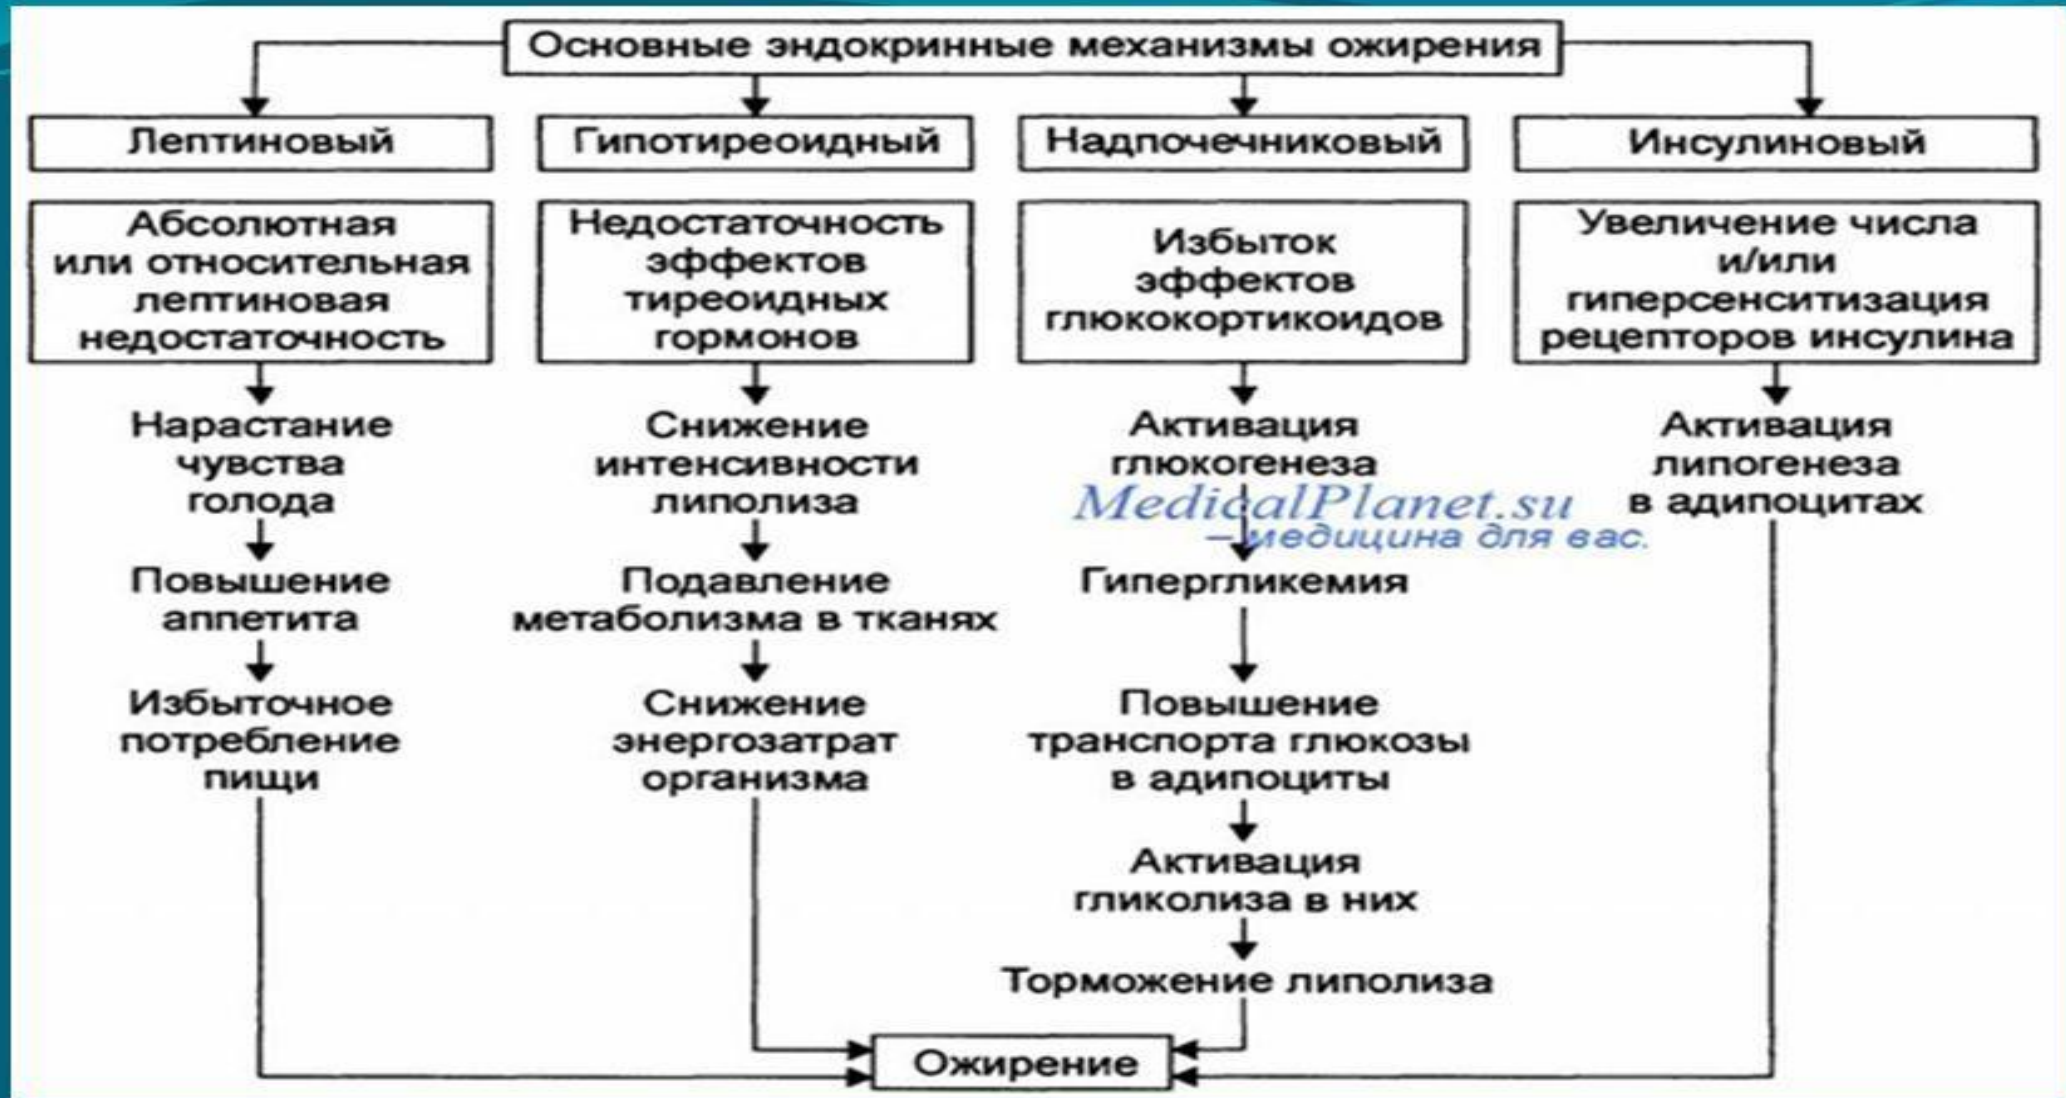 Основные эндокринные механизмы ожирения
Лептиновый
Абсолютная
или относительная
лептиновая
недостаточность
Нарастание
чувства
голода
Повышение
аппетита
Избыточное
потребление
пищи
Гипотиреоидный
Недостаточность
эффектов
тиреоидных
гормонов
Снижение
интенсивности
липолиза
Подавление
метаболизма в тканях
Снижение
энергозатрат
организма
Надпочечниковый
Избыток
эффектов
глюкокортикоидов
Активация
глюкогенеза
MedicalPlanet.su
– медицина для вас.
Гипергликемия
Повышение
транспорта глюкозы
в адипоциты
Активация
гликолиза в них
Торможение липолиза
Инсулиновый
Увеличение числа
и/или
гиперсенситизация
рецепторов инсулина
Активация
липогенеза
в адипоцитах
Ожирение